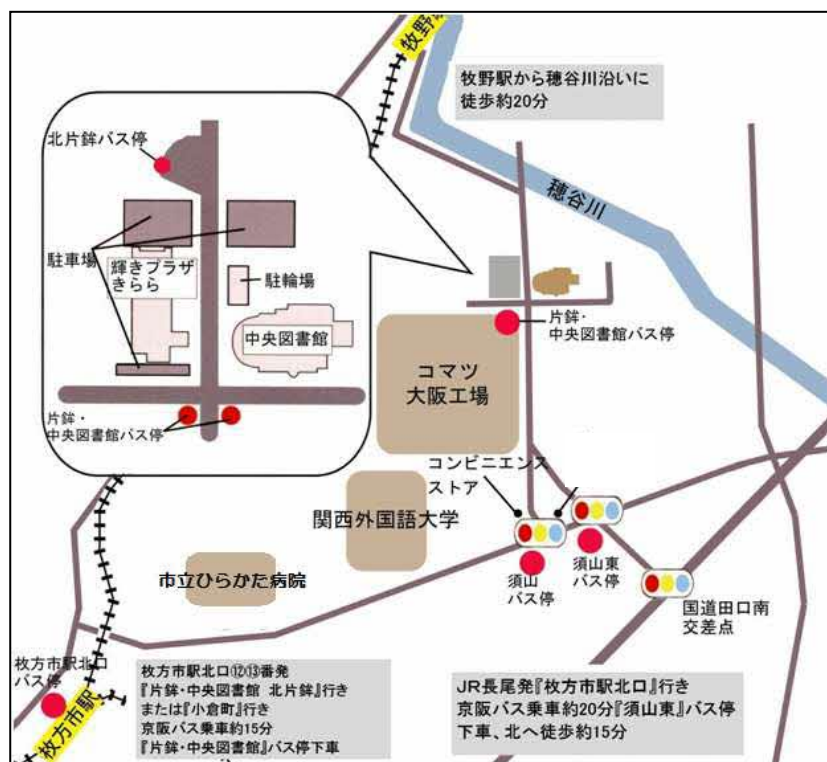 牧野駅
牧野駅から穂谷川沿いに
徒歩約20分
北片鉾バス停
穂谷川
駐車場
輝きプラザ
きらら
駐輪場
中央図書館
片鉾・
中央図書館バス停
片鉾・
中央図書館バス停
コマツ
大阪工場
コンビニエンス
ストア
関西外国語大学
市立ひらかた病院
須山
バス停
須山東
バス停
国道田口南
交差点
枚方市駅北口
バス停
枚方市駅
枚方市駅北口⑫⑬番発
『片鉾・中央図書館 北片鉾』行き
または『小倉町』行き
京阪バス乗車約15分
『片鉾・中央図書館』バス停下車
JR長尾発『枚方市駅北口』行き
京阪バス乗車約20分『須山東』バス停
下車、北へ徒歩約15分